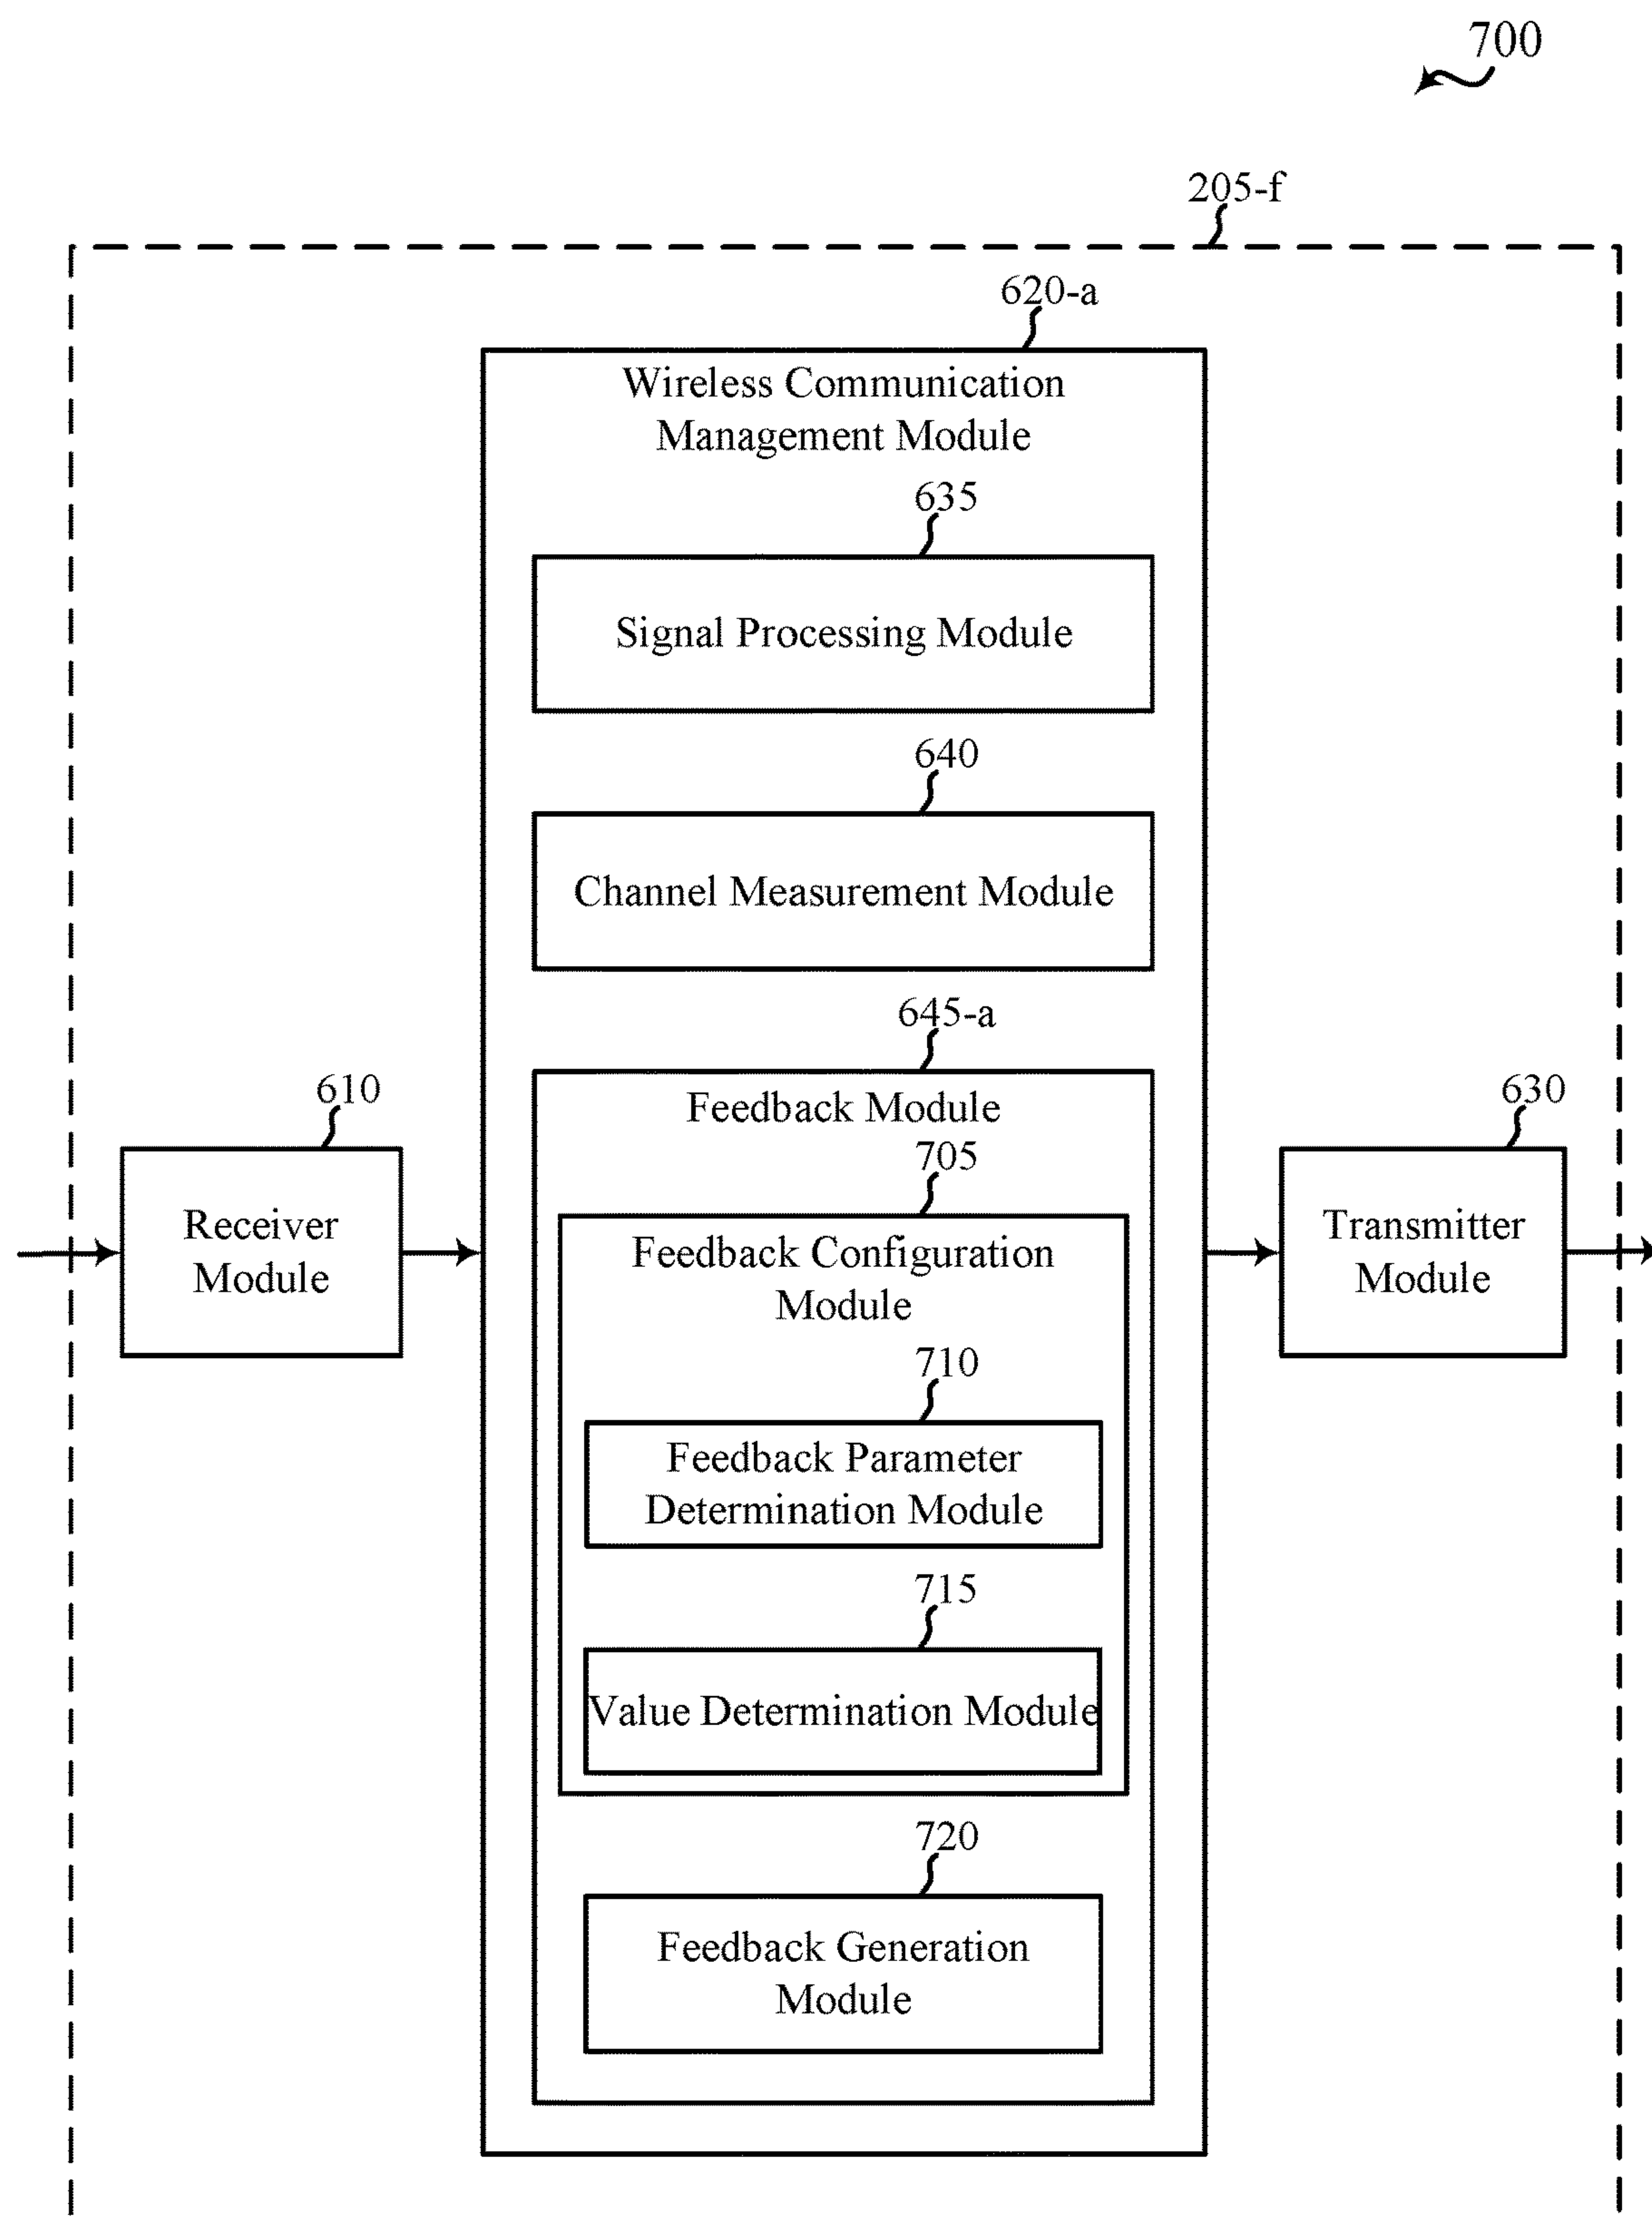 700
205-f
620-a
Wireless Communication
Management Module
635
Signal Processing Module
640
Channel Measurement Module
645-a
Feedback Module
610
Receiver
Module
705
Feedback Configuration
Module
710
Feedback Parameter
Determination Module
715
Value Determination Module
720
Feedback Generation
Module
630
Transmitter
Module